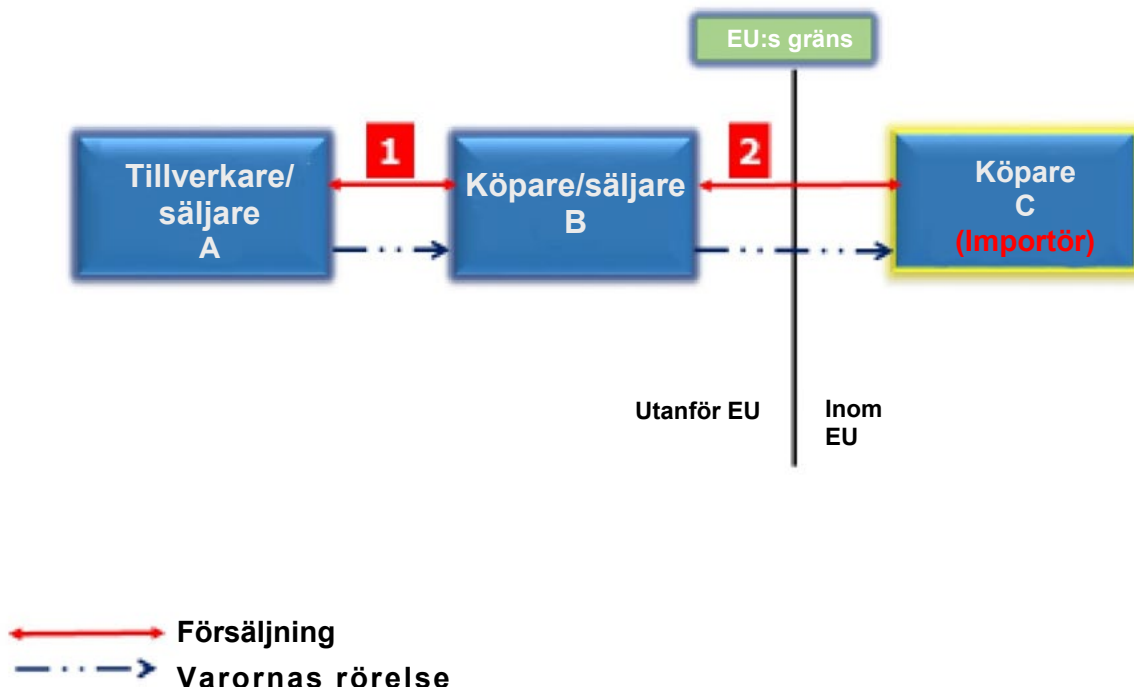 EU:s gräns
1
2
Tillverkare/
säljare
A
Köpare/säljare
B
Köpare
C
(Importör)
Utanför EU
Inom
EU
Försäljning
Varornas rörelse